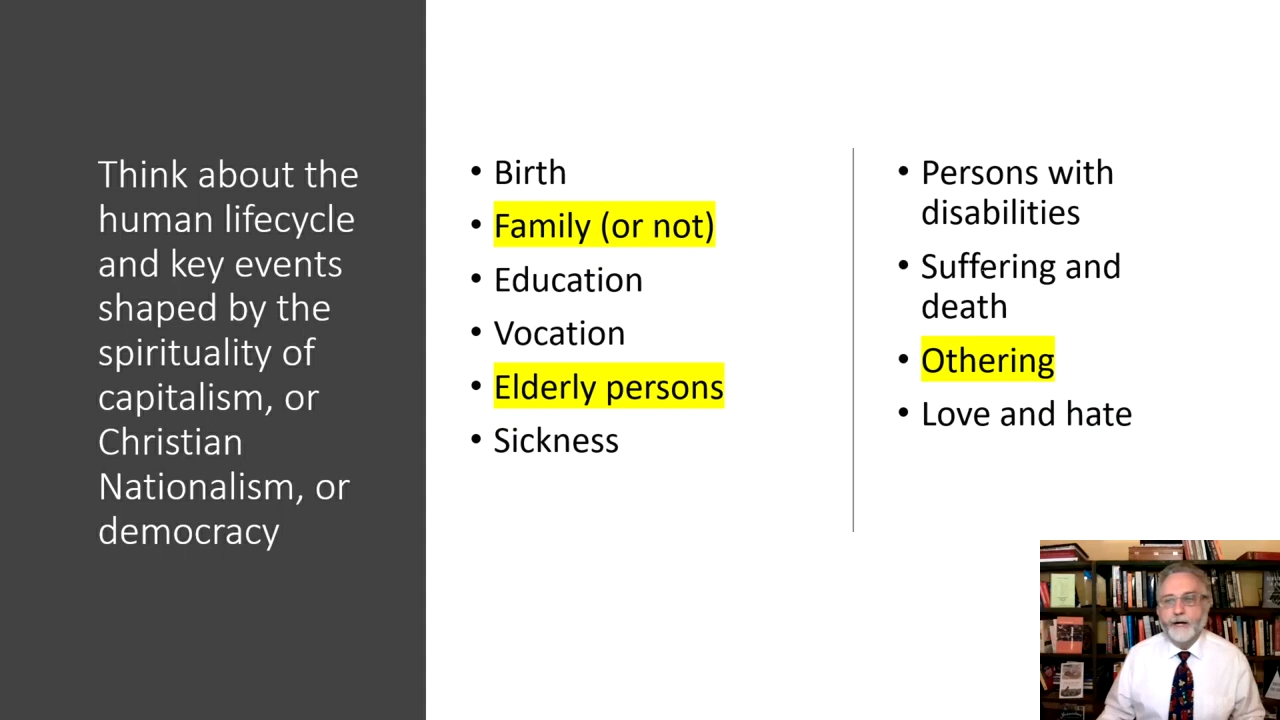 Think about the
human lifecycle
and key events
shaped by the
spirituality of
capitalism, or
Christian
Nationalism, or
democracy
• Birth
• Family (or not)
• Education
• Vocation
• Elderly persons
• Sickness
• Persons with
disabilities
• Suffering and
death
• Othering
• Love and hate